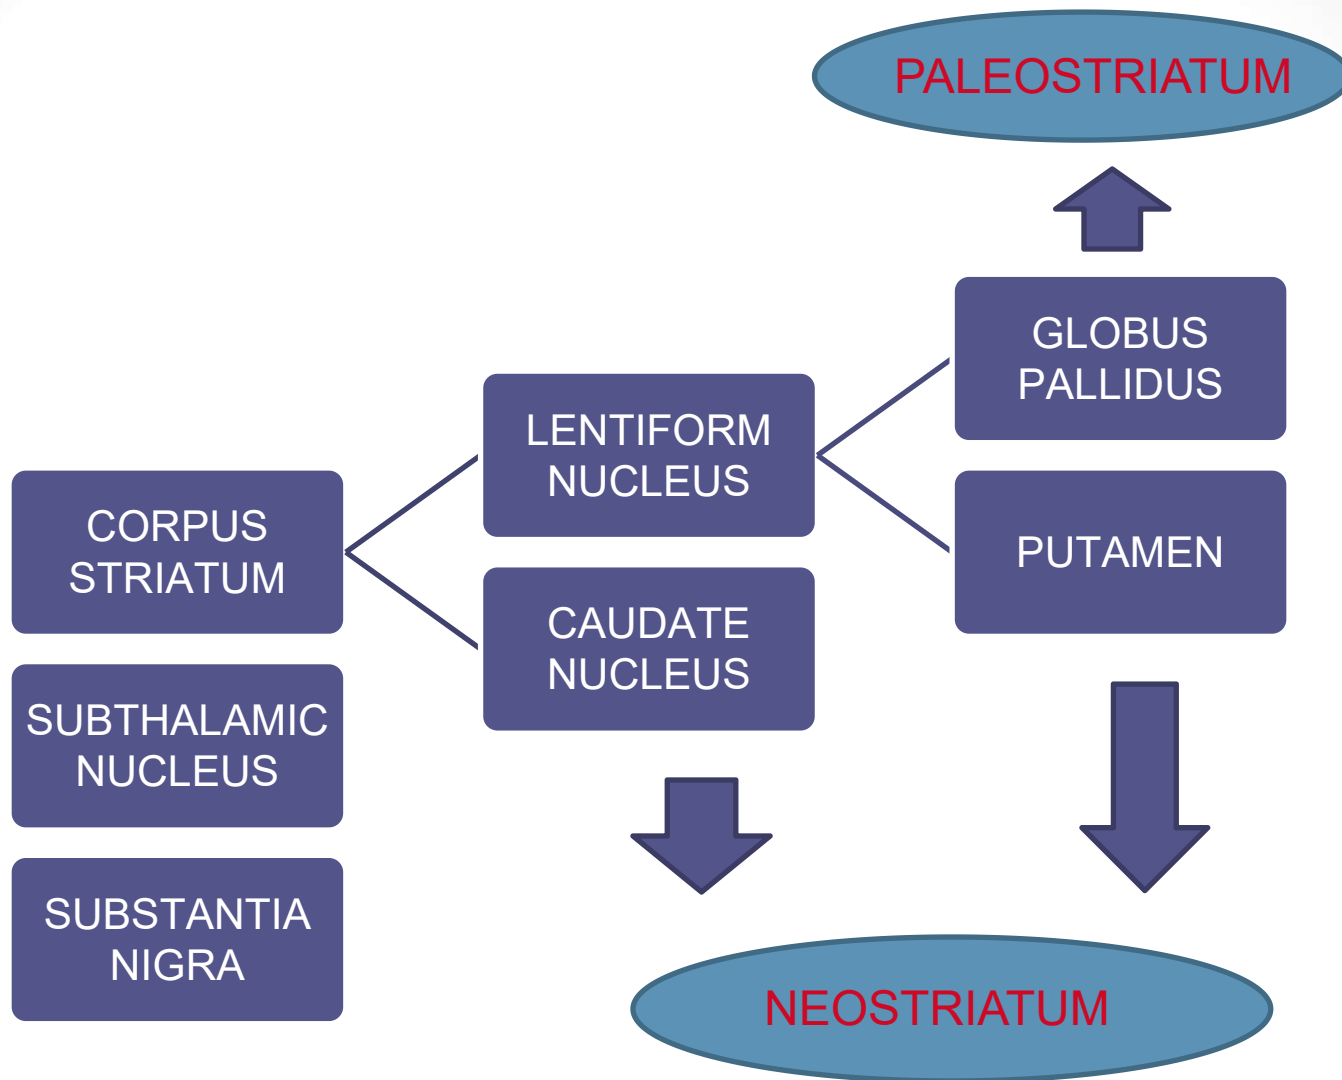 PALEOSTRIATUM
GLOBUS
PALLIDUS
LENTIFORM
NUCLEUS
CORPUS
STRIATUM
PUTAMEN
CAUDATE
NUCLEUS
SUBTHALAMIC
NUCLEUS
SUBSTANTIA
NIGRA
NEOSTRIATUM